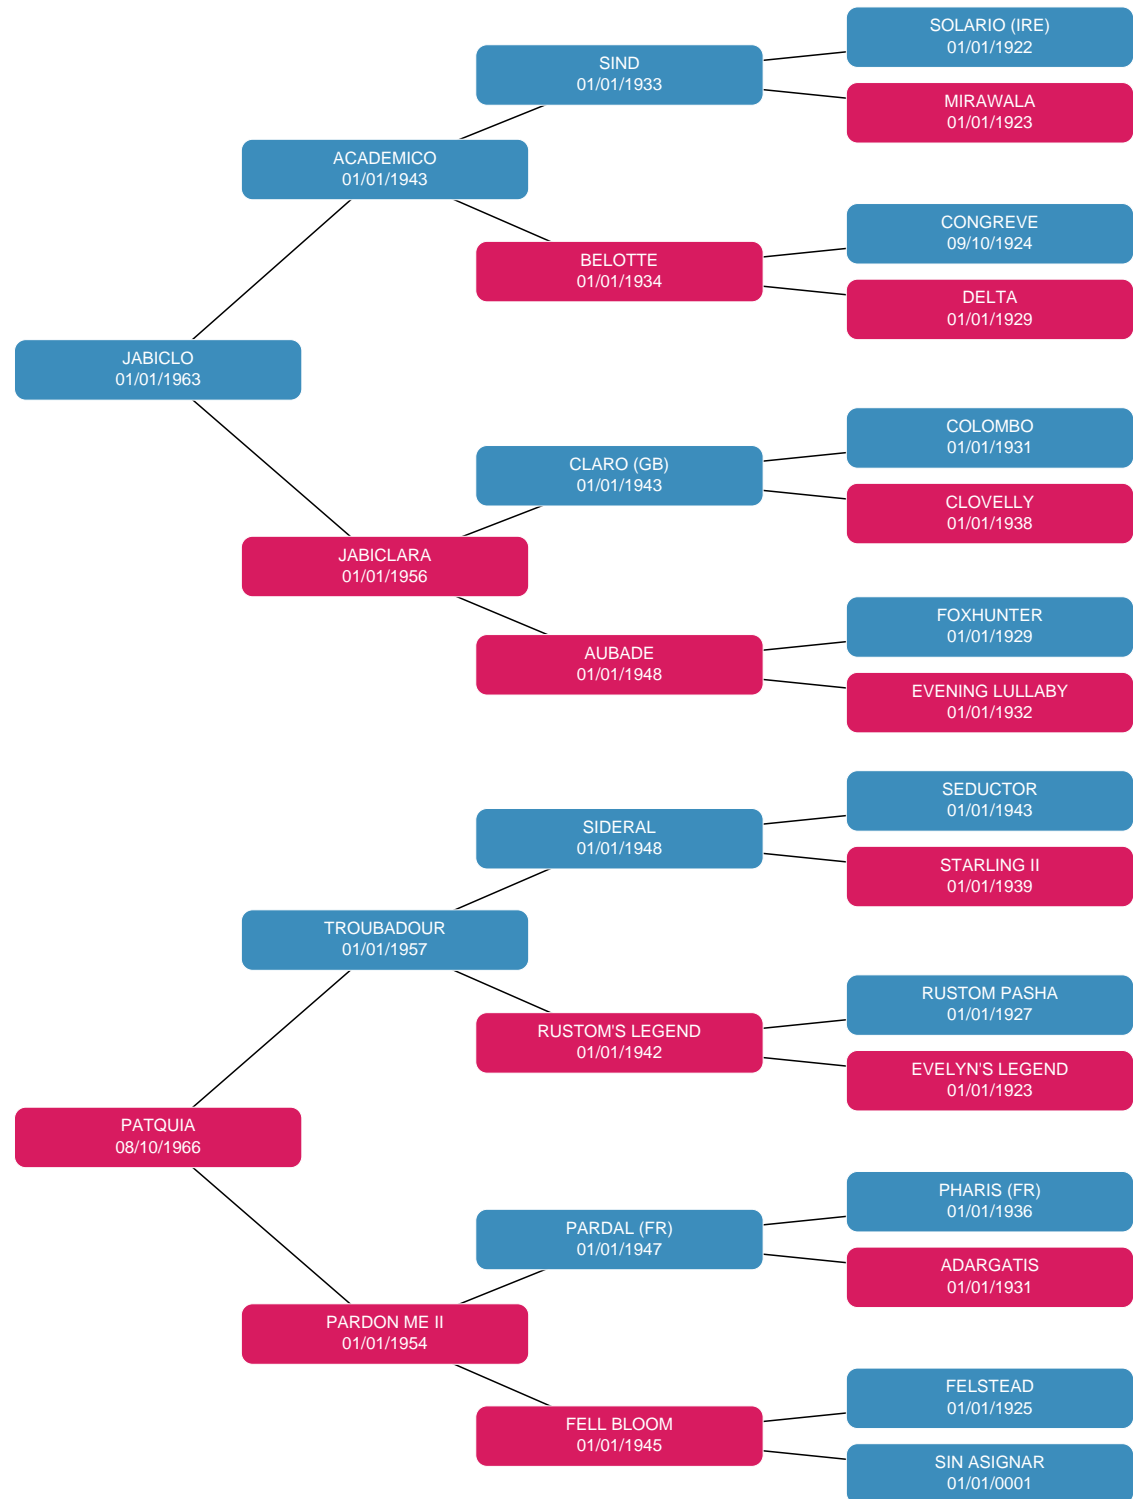 SOLARIO (IRE)
01/01/1922
SIND
01/01/1933
MIRAWALA
01/01/1923
ACADEMICO
01/01/1943
CONGREVE
09/10/1924
BELOTTE
01/01/1934
DELTA
01/01/1929
JABICLO
01/01/1963
COLOMBO
01/01/1931
CLARO (GB)
01/01/1943
CLOVELLY
01/01/1938
JABICLARA
01/01/1956
FOXHUNTER
01/01/1929
AUBADE
01/01/1948
EVENING LULLABY
01/01/1932
SEDUCTOR
01/01/1943
SIDERAL
01/01/1948
STARLING II
01/01/1939
TROUBADOUR
01/01/1957
RUSTOM PASHA
01/01/1927
RUSTOM'S LEGEND
01/01/1942
EVELYN'S LEGEND
01/01/1923
PATQUIA
08/10/1966
PHARIS (FR)
01/01/1936
PARDAL (FR)
01/01/1947
ADARGATIS
01/01/1931
PARDON ME II
01/01/1954
FELSTEAD
01/01/1925
FELL BLOOM
01/01/1945
SIN ASIGNAR
01/01/0001